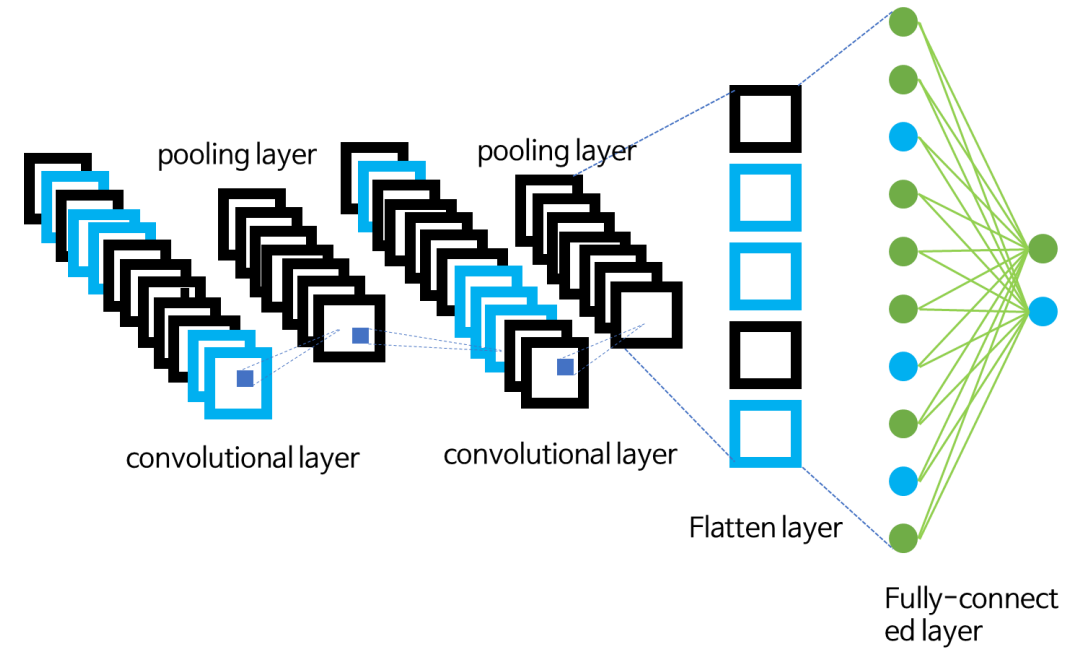 pooling layer
pooling layer
convolutional layer
convolutional layer
Flatten layer
Fully-connect
ed layer